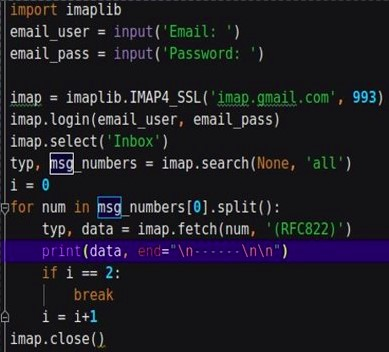 import imaplib
email_user = input('Email: ')
email_pass = input('Password: ')
imap = imaplib.IMAP4_SSL('imap.gmail.com', 993)
imap.login(email_user, email_pass)
imap.select('Inbox')
typ, msg_numbers = imap.search(None, 'all')
i = 0
for num in msg_numbers[0].split():
    typ, data = imap.fetch(num, '(RFC822)')
    print(data, end="\n------\n\n")
    if i == 2:
        break
    i = i+1
imap.close()